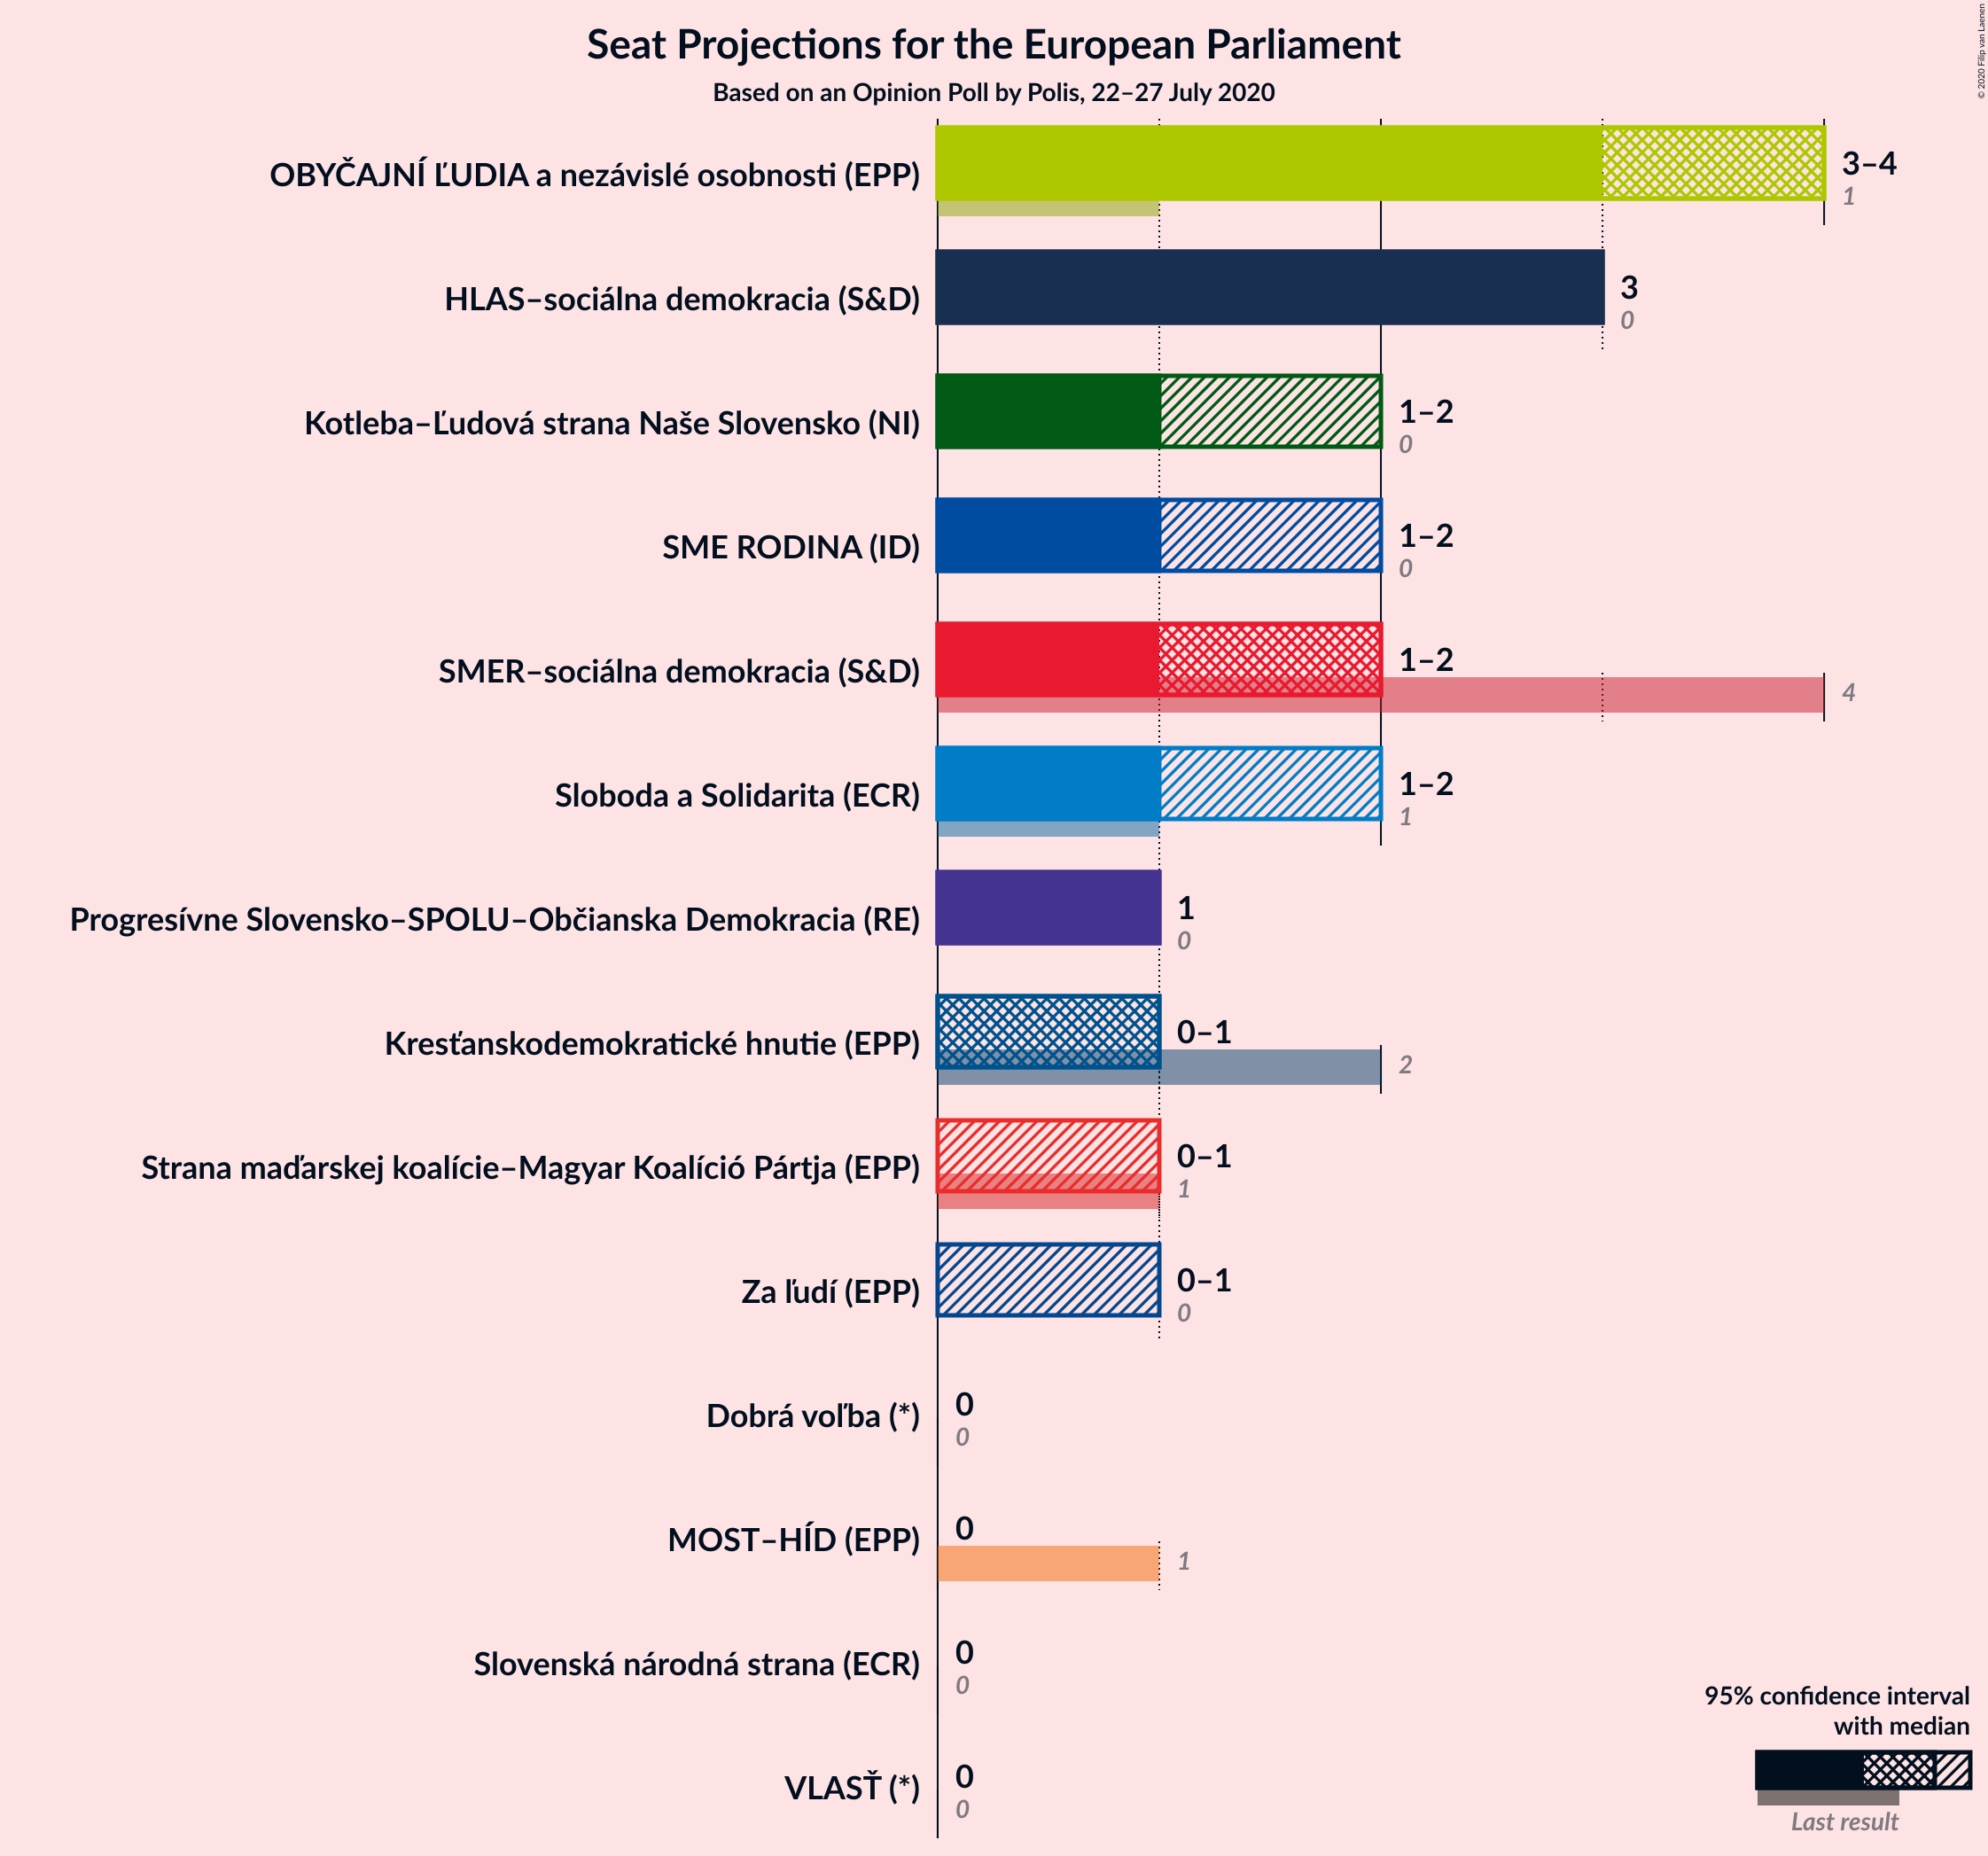 Seat Projections for the European Parliament
Based on an Opinion Poll by Polis, 22–27 July 2020
© 2020 Filip van Laenen
OBYČAJNÍ ĽUDIA a nezávislé osobnosti (EPP)
3–4
1
HLAS–sociálna demokracia (S&D)
3
0
Kotleba–Ľudová strana Naše Slovensko (NI)
1–2
0
SME RODINA (ID)
1–2
0
SMER–sociálna demokracia (S&D)
1–2
4
Sloboda a Solidarita (ECR)
1–2
1
Progresívne Slovensko–SPOLU–Občianska Demokracia (RE)
1
0
Kresťanskodemokratické hnutie (EPP)
0–1
2
Strana maďarskej koalície–Magyar Koalíció Pártja (EPP)
0–1
1
Za ľudí (EPP)
0–1
0
Dobrá voľba (*)
0
0
MOST–HÍD (EPP)
0
1
Slovenská národná strana (ECR)
0
0
VLASŤ (*)
0
0
95% confidence interval
with median
Last result